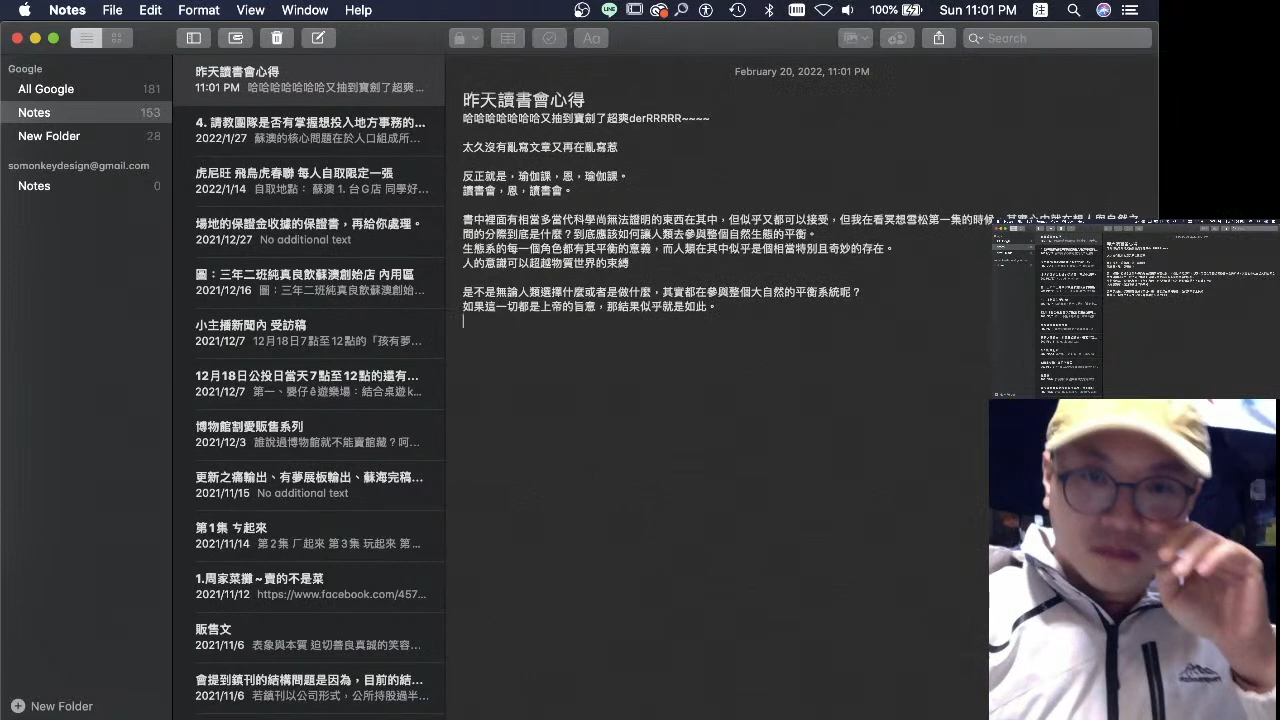 Notes File Edit Format View Window Help 100% Sun 11:01 PM 注
Search
Google
All Google 181
Notes 153
New Folder 28
somonkeydesign@gmail.com
Notes 0
New Folder
昨天讀書會心得
11:01 PM 哈哈哈哈哈哈哈又抽到寶劍了超爽…
4. 請教團隊是否有掌握想投入地方事務的...
2022/1/27 蘇澳的核心問題在於人口組成所…
虎尼旺 飛鳥虎春聯 每人自取限定一張
2022/1/14 自取地點： 蘇澳 1. 台G店 同學好…
場地的保證金收據的保證書，再給你處理。
2021/12/27 No additional text
圖：三年二班純真良飲蘇澳創始店 內用區
2021/12/16 圖：三年二班純真良飲蘇澳創始…
小主播新聞內 受訪稿
2021/12/7 12月18日7點至12點的「孩有夢…
12月18日公投日當天7點至12點的還有...
2021/12/7 第一、嬰仔ê遊樂場：結合桌遊k…
博物館割愛販售系列
2021/12/3 誰說過博物館就不能賣館藏？呵…
更新之痛輸出、有夢展板輸出、蘇海完稿...
2021/11/15 No additional text
第1集 ㄘ起來
2021/11/14 第2集 ㄏ起來 第3集 玩起來 第…
1.周家菜攤～賣的不是菜
2021/11/12 https://www.facebook.com/457…
販售文
2021/11/6 表象與本質 迫切善良真誠的笑容…
會提到鎮刊的結構問題是因為，目前的結...
2021/11/6 若鎮刊以公司形式，公所持股過半…
February 20, 2022, 11:01 PM
昨天讀書會心得
哈哈哈哈哈哈哈又抽到寶劍了超爽derRRRRR~~~~
太久沒有亂寫文章又再在亂寫惹
反正就是，瑜伽課，恩，瑜伽課。
讀書會，恩，讀書會。
書中裡面有相當多當代科學尚無法證明的東西在其中，但似乎又都可以接受，但我在看冥想雪松第一集的時候，其實心中就在想人與自然之
間的分際到底是什麼？到底應該如何讓人類去參與整個自然生態的平衡。
生態系的每一個角色都有其平衡的意義，而人類在其中似乎是個相當特別且奇妙的存在。
人的意識可以超越物質世界的束縛
是不是無論人類選擇什麼或者是做什麼，其實都在參與整個大自然的平衡系統呢？
如果這一切都是上帝的旨意，那結果似乎就是如此。